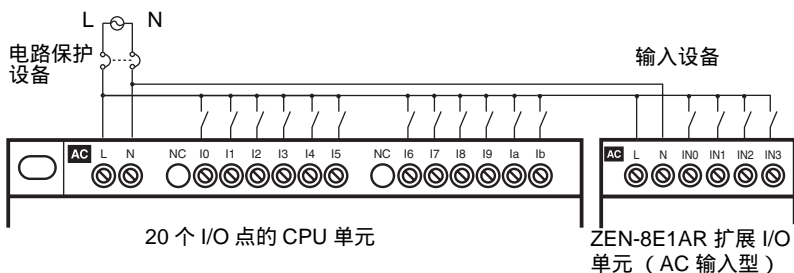 L N
电路保护
设备
输入设备
AC L N NC I0 I1 I2 I3 I4 I5 NC I6 I7 I8 I9 Ia Ib
AC L N IN0 IN1 IN2 IN3
20 个 I/O 点的 CPU 单元
ZEN-8E1AR 扩展 I/O
单元（AC 输入型）